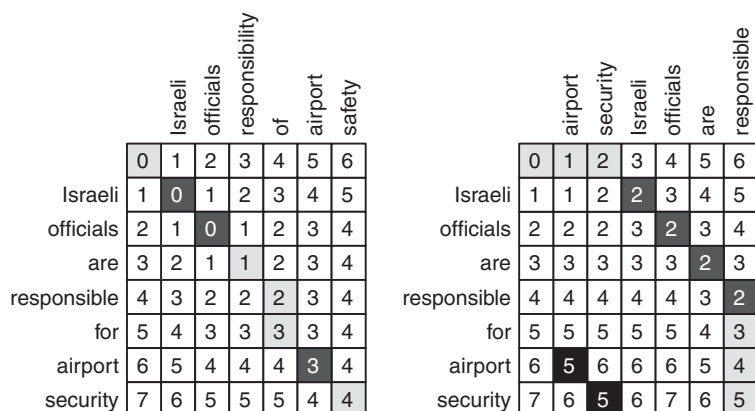 Israeli officials responsibility of airport safety
0 1 2 3 4 5 6
Israeli 1 0 1 2 3 4 5
officials 2 1 0 1 2 3 4
are 3 2 1 1 2 3 4
responsible 4 3 2 2 2 3 4
for 5 4 3 3 3 3 4
airport 6 5 4 4 4 3 4
security 7 6 5 5 5 4 4
airport security Israeli officials are responsible
0 1 2 3 4 5 6
Israeli 1 1 2 2 3 4 5
officials 2 2 2 3 2 3 4
are 3 3 3 3 3 2 3
responsible 4 4 4 4 4 3 2
for 5 5 5 5 5 4 3
airport 6 5 6 6 6 5 4
security 7 6 5 6 7 6 5